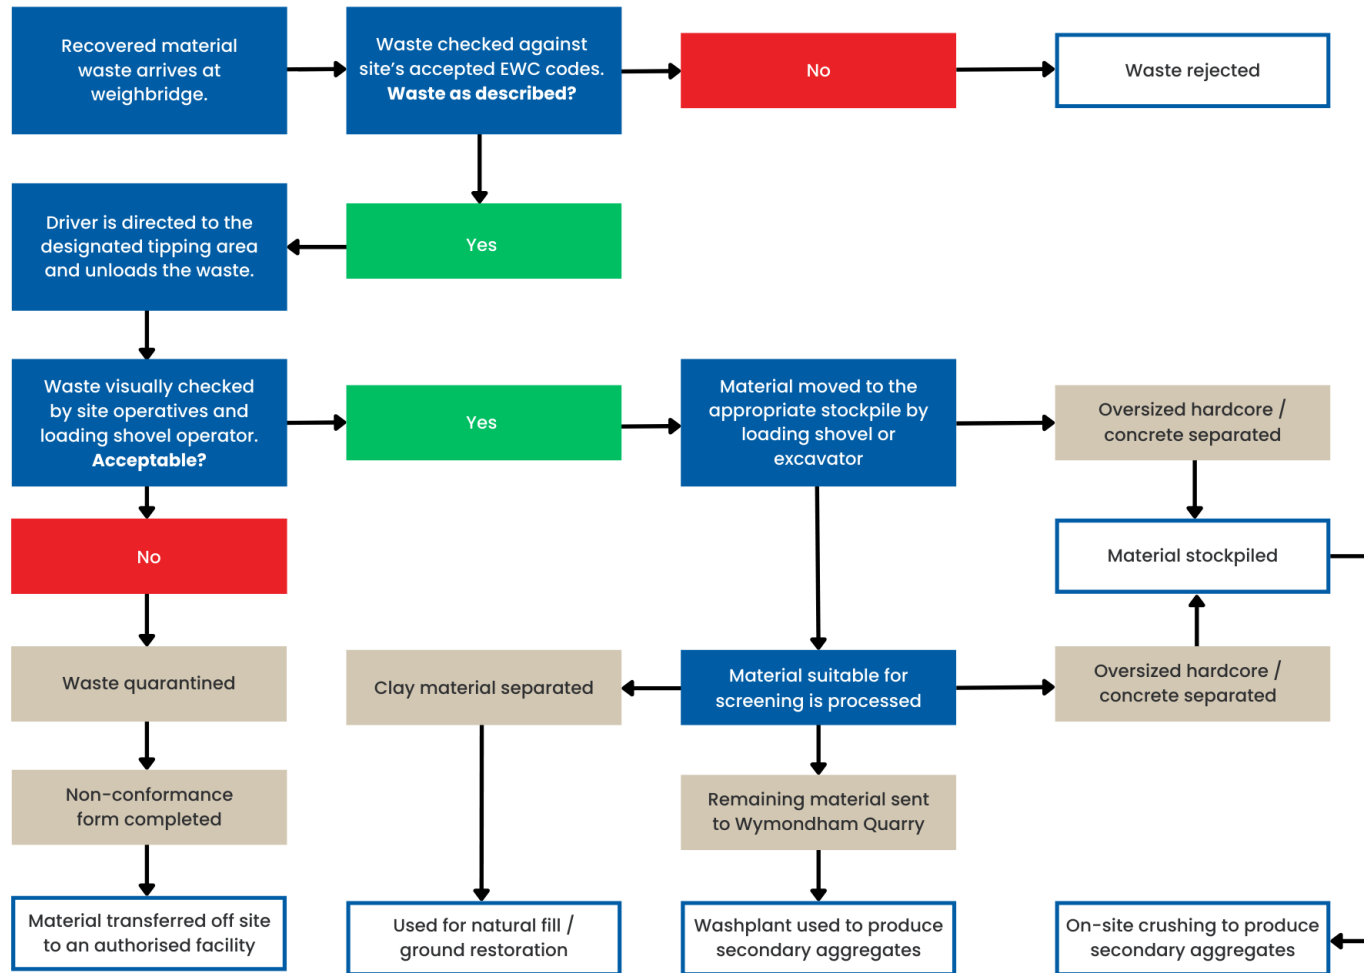 Recovered material
waste arrives at
weighbridge.
Waste checked against
site's accepted EWC codes.
Waste as described?
No
Waste rejected
Driver is directed to the
designated tipping area
and unloads the waste.
Yes
Waste visually checked
by site operatives and
loading shovel operator.
Acceptable?
Yes
Material moved to the
appropriate stockpile by
loading shovel or
excavator
Oversized hardcore /
concrete separated
No
Material stockpiled
Waste quarantined
Clay material separated
Material suitable for
screening is processed
Oversized hardcore /
concrete separated
Non-conformance
form completed
Remaining material sent
to Wymondham Quarry
Material transferred off site
to an authorised facility
Used for natural fill /
ground restoration
Washplant used to produce
secondary aggregates
On-site crushing to produce
secondary aggregates